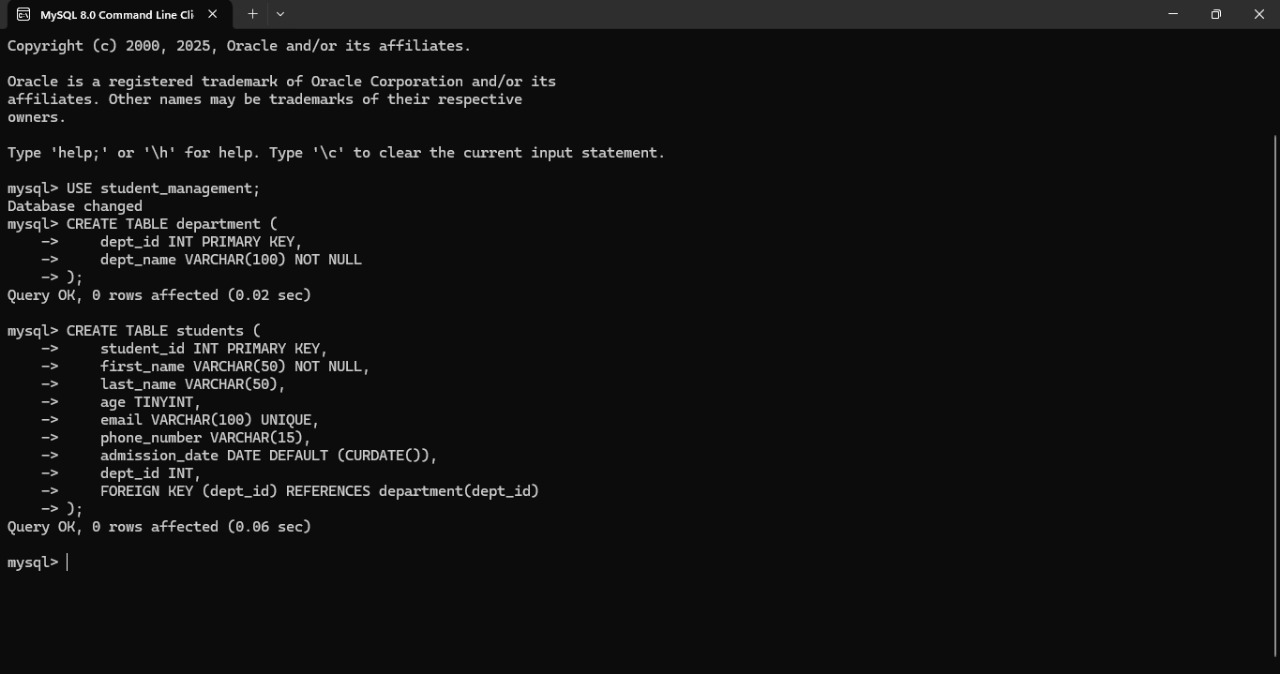 MySQL 8.0 Command Line Cli
Copyright (c) 2000, 2025, Oracle and/or its affiliates.
Oracle is a registered trademark of Oracle Corporation and/or its
affiliates. Other names may be trademarks of their respective
owners.
Type 'help;' or '\h' for help. Type '\c' to clear the current input statement.
mysql> USE student_management;
Database changed
mysql> CREATE TABLE department (
    ->     dept_id INT PRIMARY KEY,
    ->     dept_name VARCHAR(100) NOT NULL
    -> );
Query OK, 0 rows affected (0.02 sec)
mysql> CREATE TABLE students (
    ->     student_id INT PRIMARY KEY,
    ->     first_name VARCHAR(50) NOT NULL,
    ->     last_name VARCHAR(50),
    ->     age TINYINT,
    ->     email VARCHAR(100) UNIQUE,
    ->     phone_number VARCHAR(15),
    ->     admission_date DATE DEFAULT (CURDATE()),
    ->     dept_id INT,
    ->     FOREIGN KEY (dept_id) REFERENCES department(dept_id)
    -> );
Query OK, 0 rows affected (0.06 sec)
mysql>